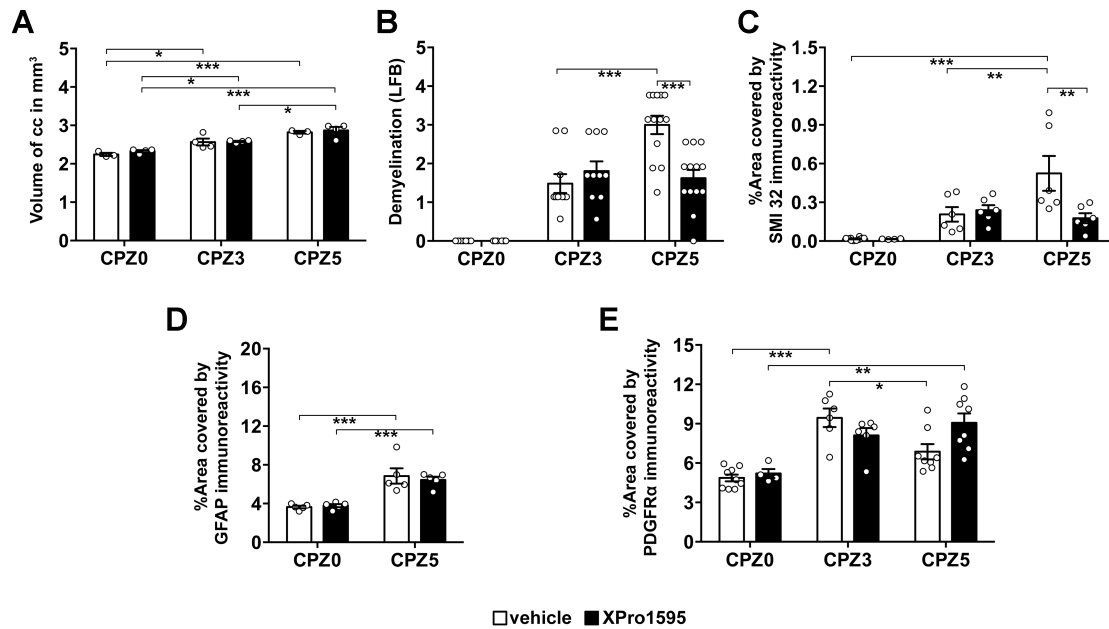 A
Volume of cc in mm³
5
4
3
2
1
0
*
***
*
***
*
CPZ0 CPZ3 CPZ5
B
Demyelination (LFB)
5
4
3
2
1
0
***
***
CPZ0 CPZ3 CPZ5
C
%Area covered by
SMI 32 immunoreactivity
1.5
1.2
0.9
0.6
0.3
0.0
***
**
**
CPZ0 CPZ3 CPZ5
D
%Area covered by
GFAP immunoreactivity
20
16
12
8
4
0
***
***
CPZ0 CPZ5
E
%Area covered by
PDGFRα immunoreactivity
15
12
9
6
3
0
***
**
*
CPZ0 CPZ3 CPZ5
vehicle XPro1595